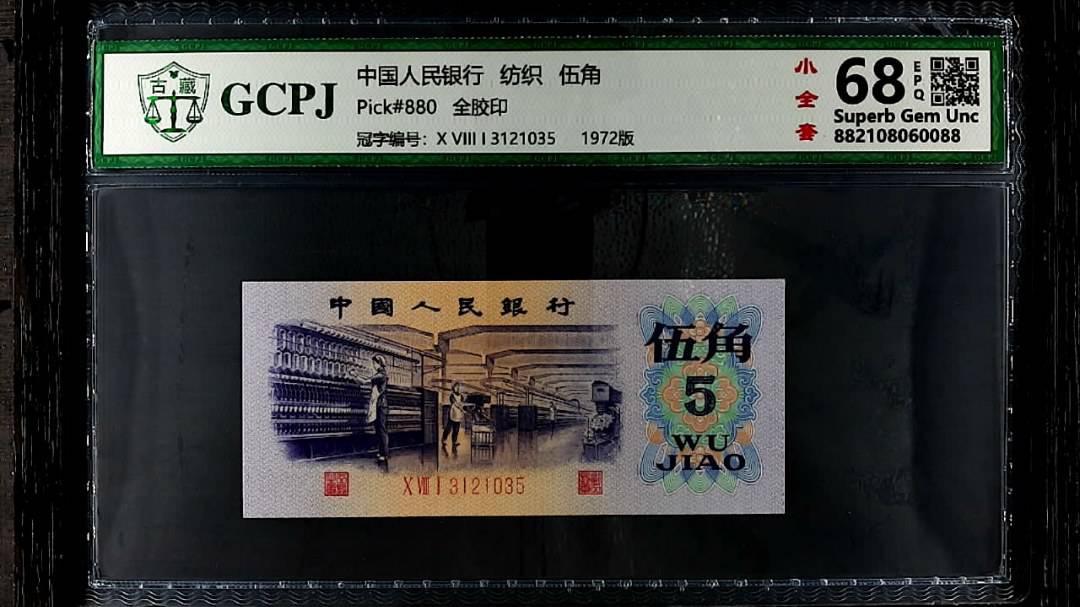 古藏
GCPJ
中国人民银行 纺织 伍角
Pick#880 全胶印
冠字编号: X VIII I 3121035 1972版
小全套
68
EPQ
Superb Gem Unc
882108060088
中國人民銀行
伍角
5
WU
JIAO
X VIII I 3121035